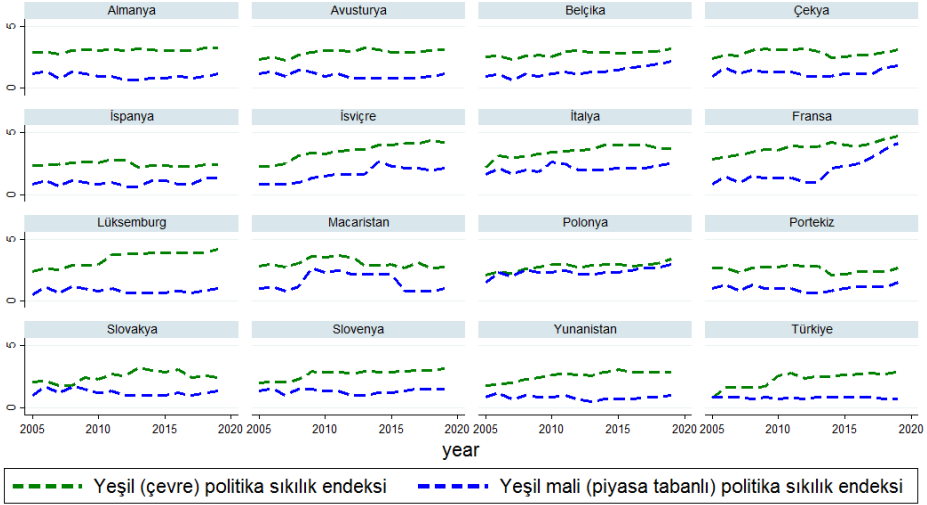 Almanya Avusturya Belçika Çekya
5
0
İspanya İsviçre İtalya Fransa
5
0
Lüksemburg Macaristan Polonya Portekiz
5
0
Slovakya Slovenya Yunanistan Türkiye
5
0
2005 2010 2015 2020 2005 2010 2015 2020 2005 2010 2015 2020 2005 2010 2015 2020
year
Yeşil (çevre) politika sıkılık endeksi Yeşil mali (piyasa tabanlı) politika sıkılık endeksi